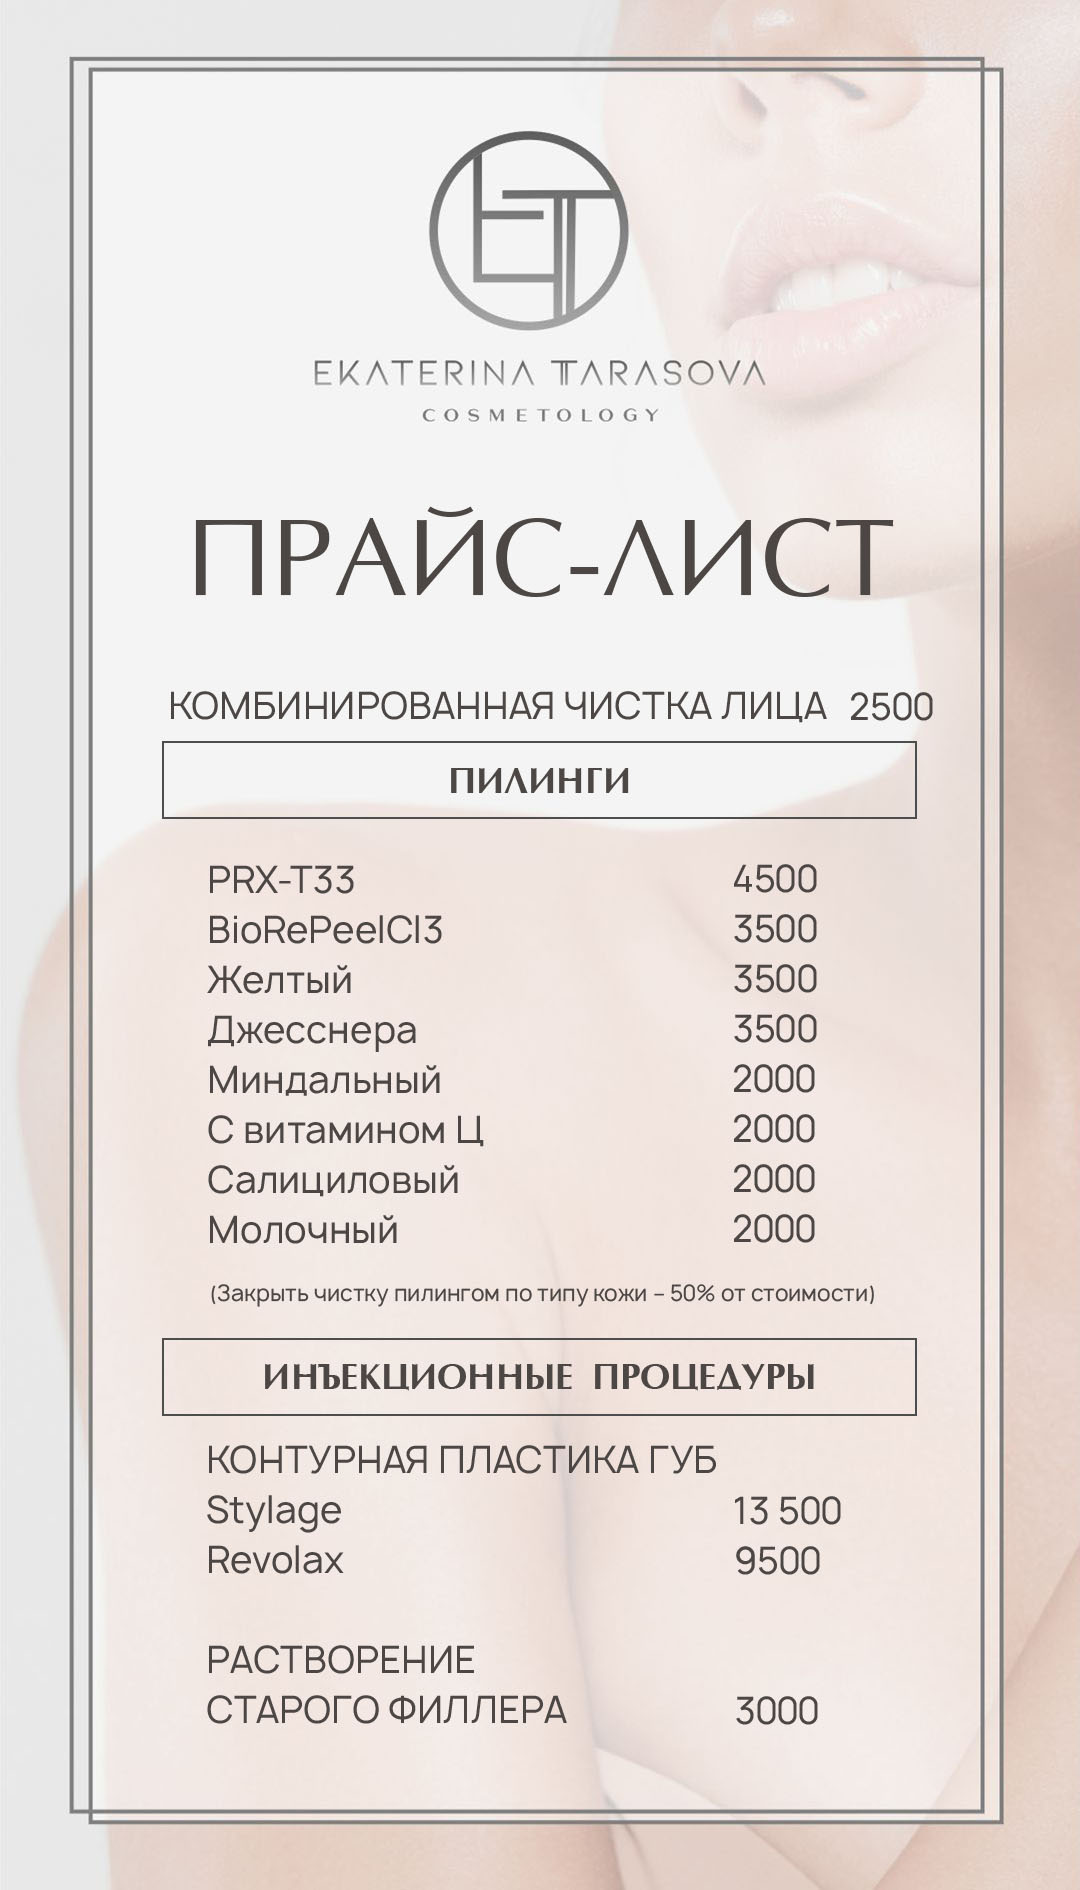 ET
EKATERINA TARASOVA
COSMETOLOGY
ПРАЙС-ЛИСТ
КОМБИНИРОВАННАЯ ЧИСТКА ЛИЦА 2500
ПИЛИНГИ
PRX-T33 4500
BioRePeelCl3 3500
Желтый 3500
Джесснера 3500
Миндальный 2000
С витамином Ц 2000
Салициловый 2000
Молочный 2000
(Закрыть чистку пилингом по типу кожи – 50% от стоимости)
ИНЪЕКЦИОННЫЕ ПРОЦЕДУРЫ
КОНТУРНАЯ ПЛАСТИКА ГУБ
Stylage 13 500
Revolax 9500
РАСТВОРЕНИЕ
СТАРОГО ФИЛЛЕРА 3000